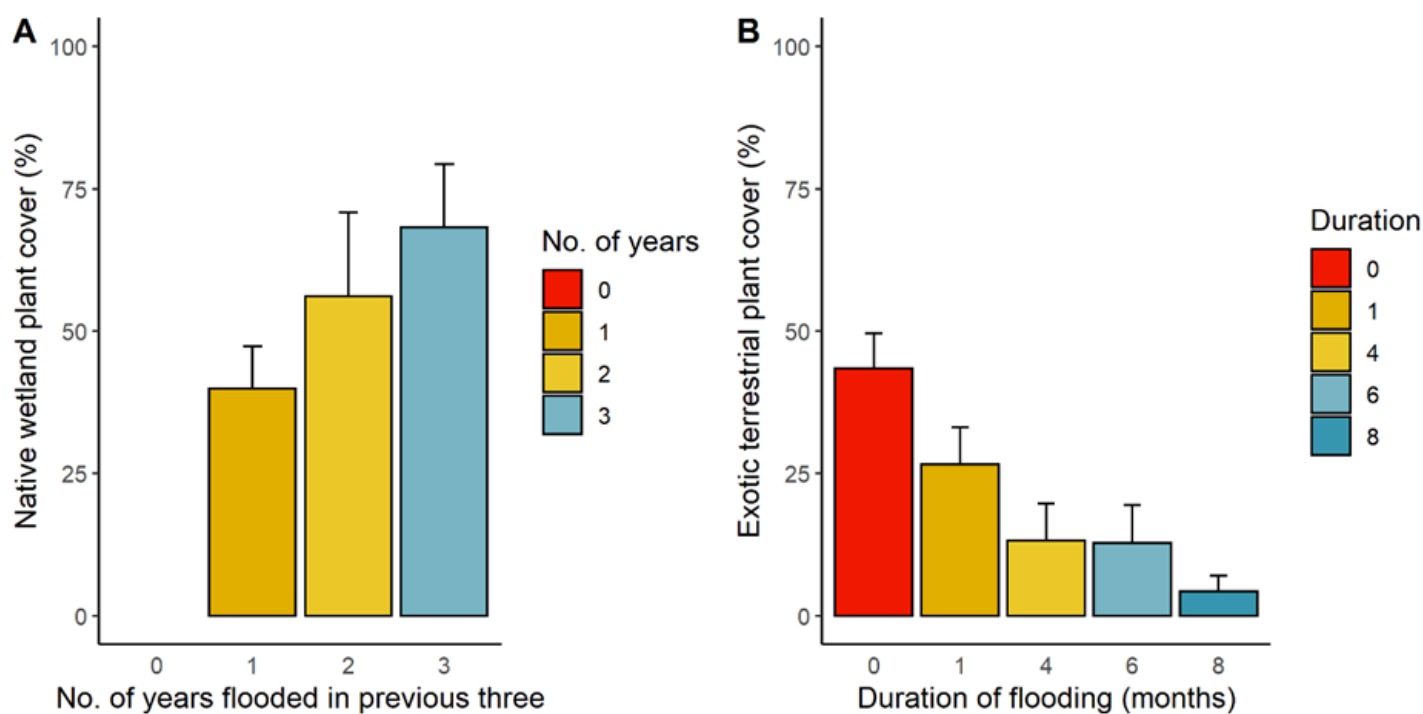 A
100
75
50
25
0
Native wetland plant cover (%)
0 1 2 3
No. of years flooded in previous three
No. of years
0
1
2
3
B
100
75
50
25
0
Exotic terrestrial plant cover (%)
0 1 4 6 8
Duration of flooding (months)
Duration
0
1
4
6
8